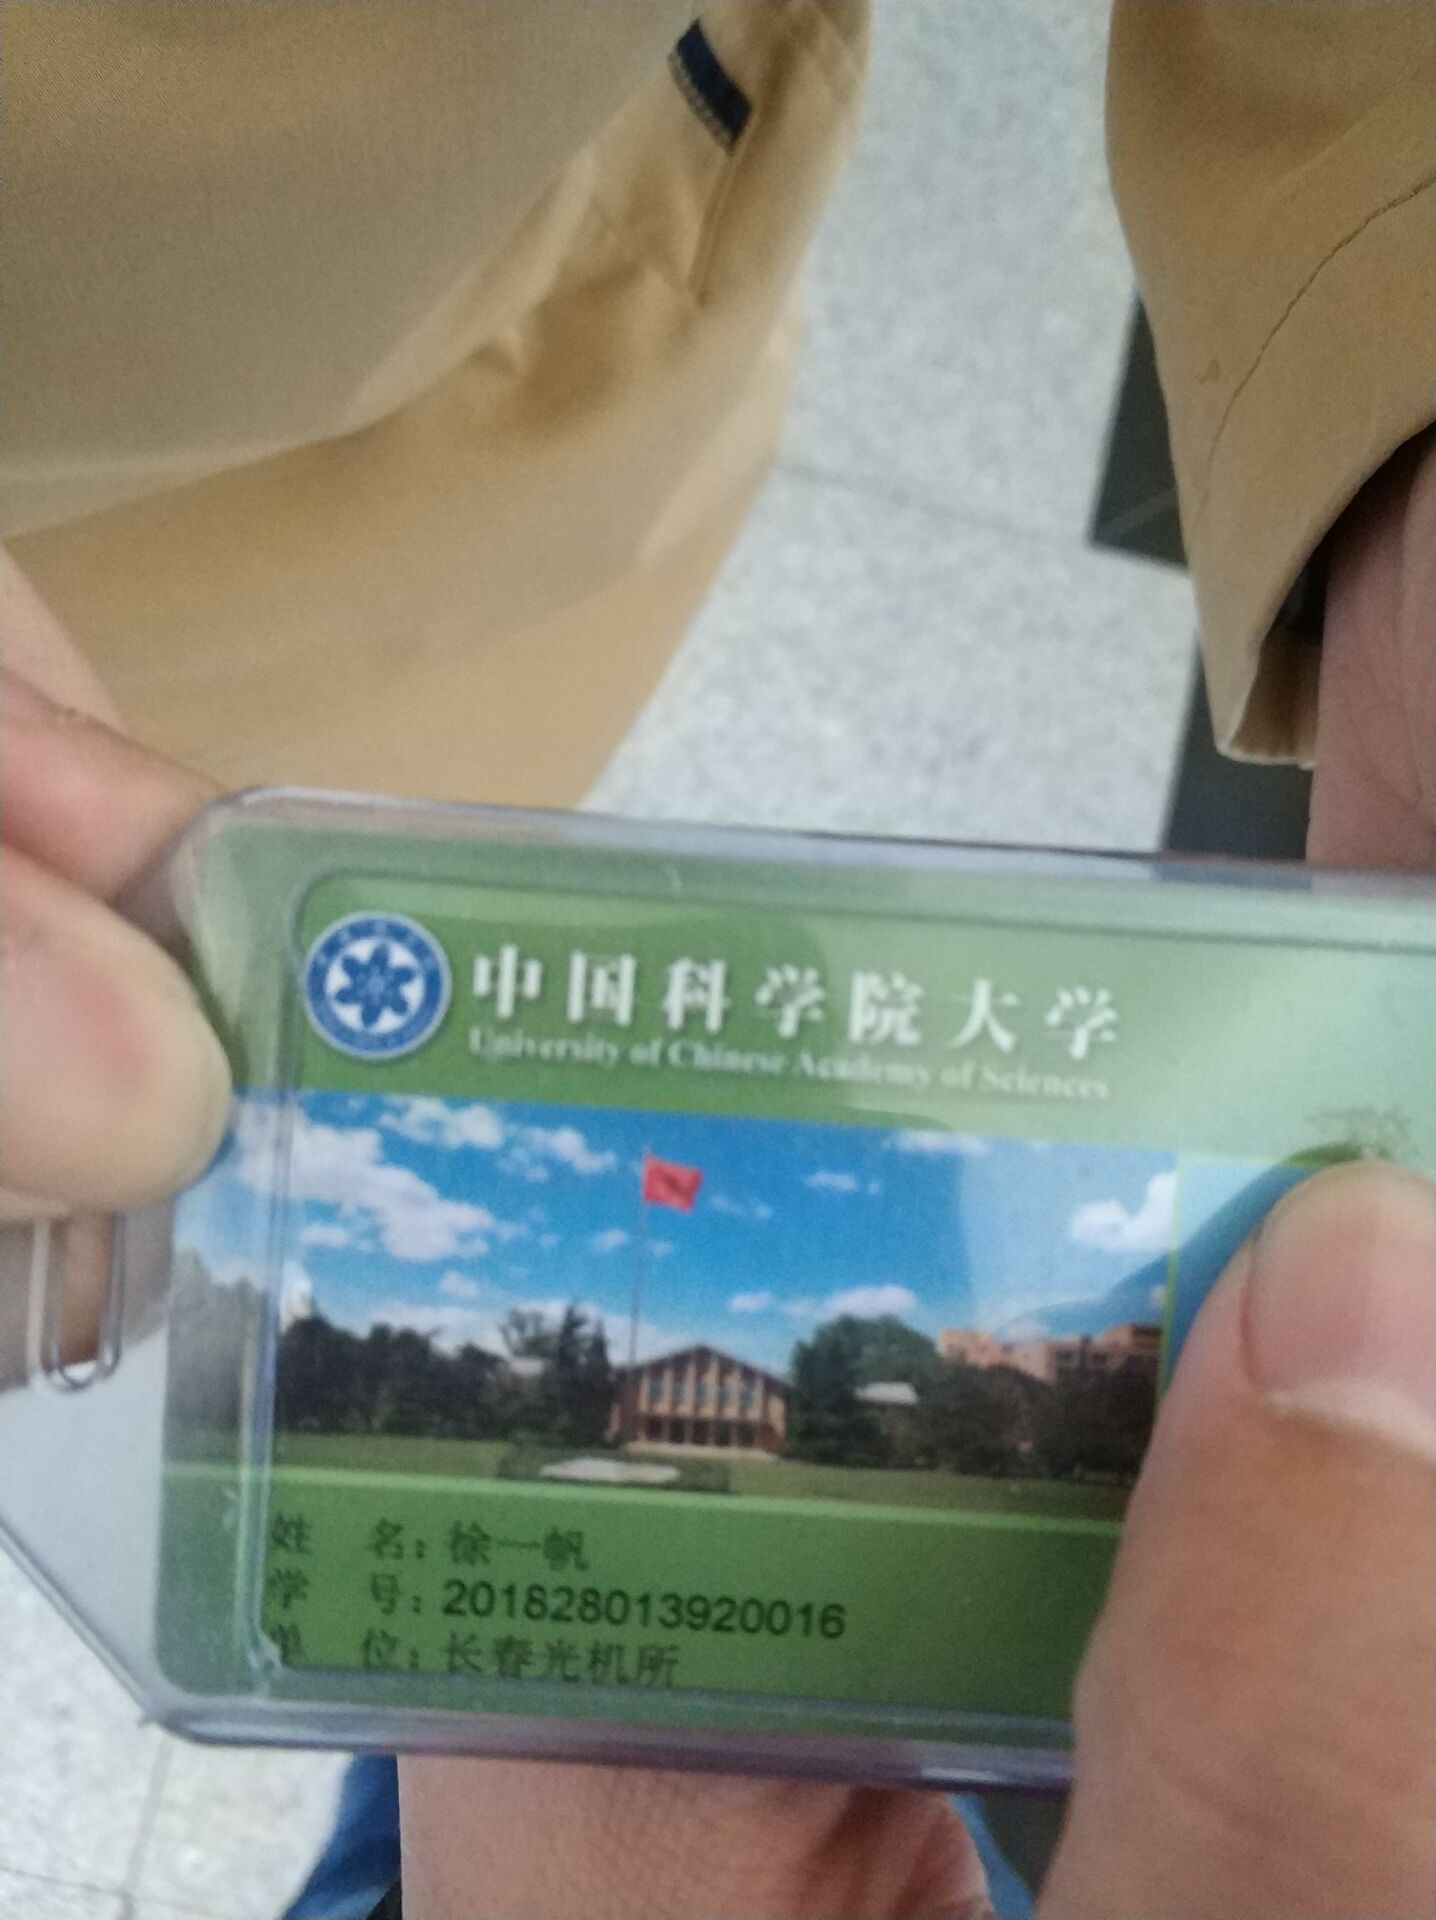 中国科学院大学
University of Chinese Academy of Sciences
姓 名：徐一帆
学 号：201828013920016
单 位：长春光机所